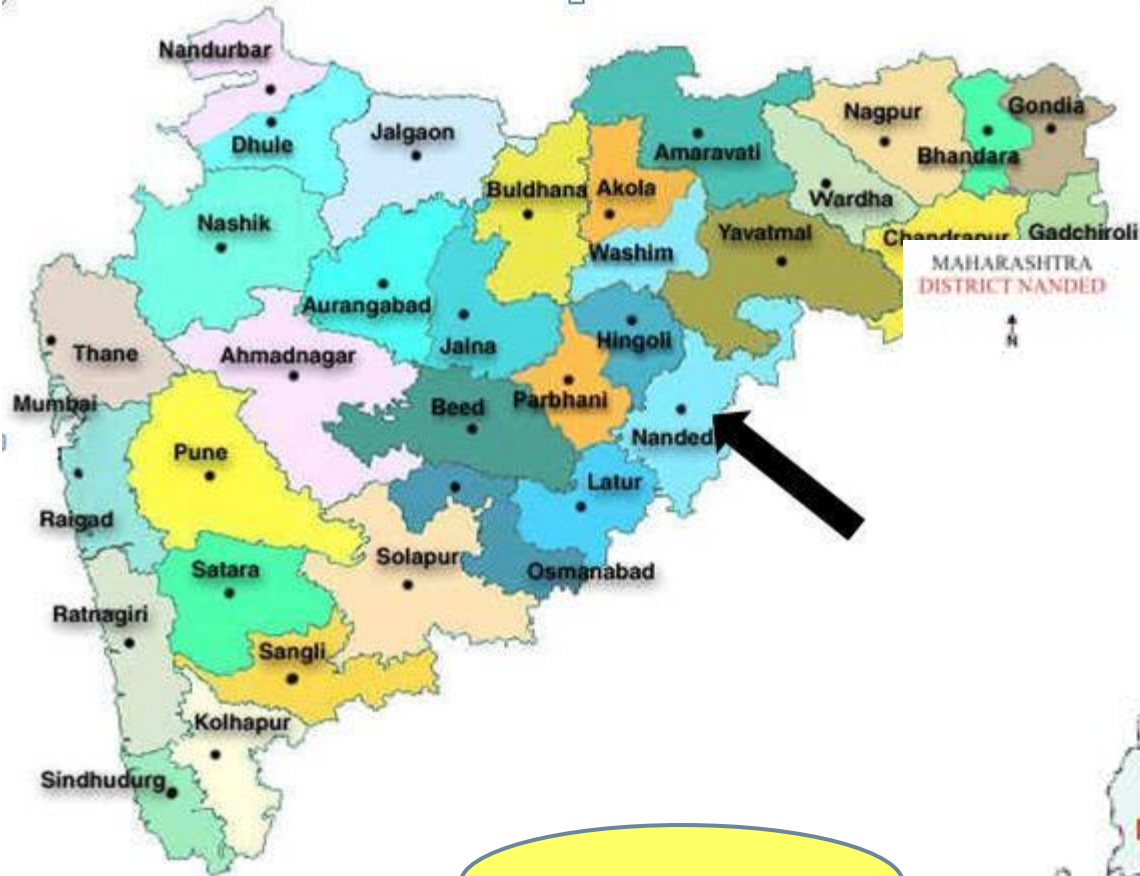 Nandurbar
Dhule
Jalgaon
Nashik
Buldhana
Akola
Amaravati
Nagpur
Bhandara
Gondia
Wardha
Washim
Yavatmal
Chandrapur
Gadchiroli
MAHARASHTRA
DISTRICT NANDED
N
Aurangabad
Jalna
Hingoli
Thane
Ahmadnagar
Mumbai
Beed
Parbhani
Nanded
Pune
Latur
Raigad
Solapur
Osmanabad
Satara
Ratnagiri
Sangli
Kolhapur
Sindhudurg